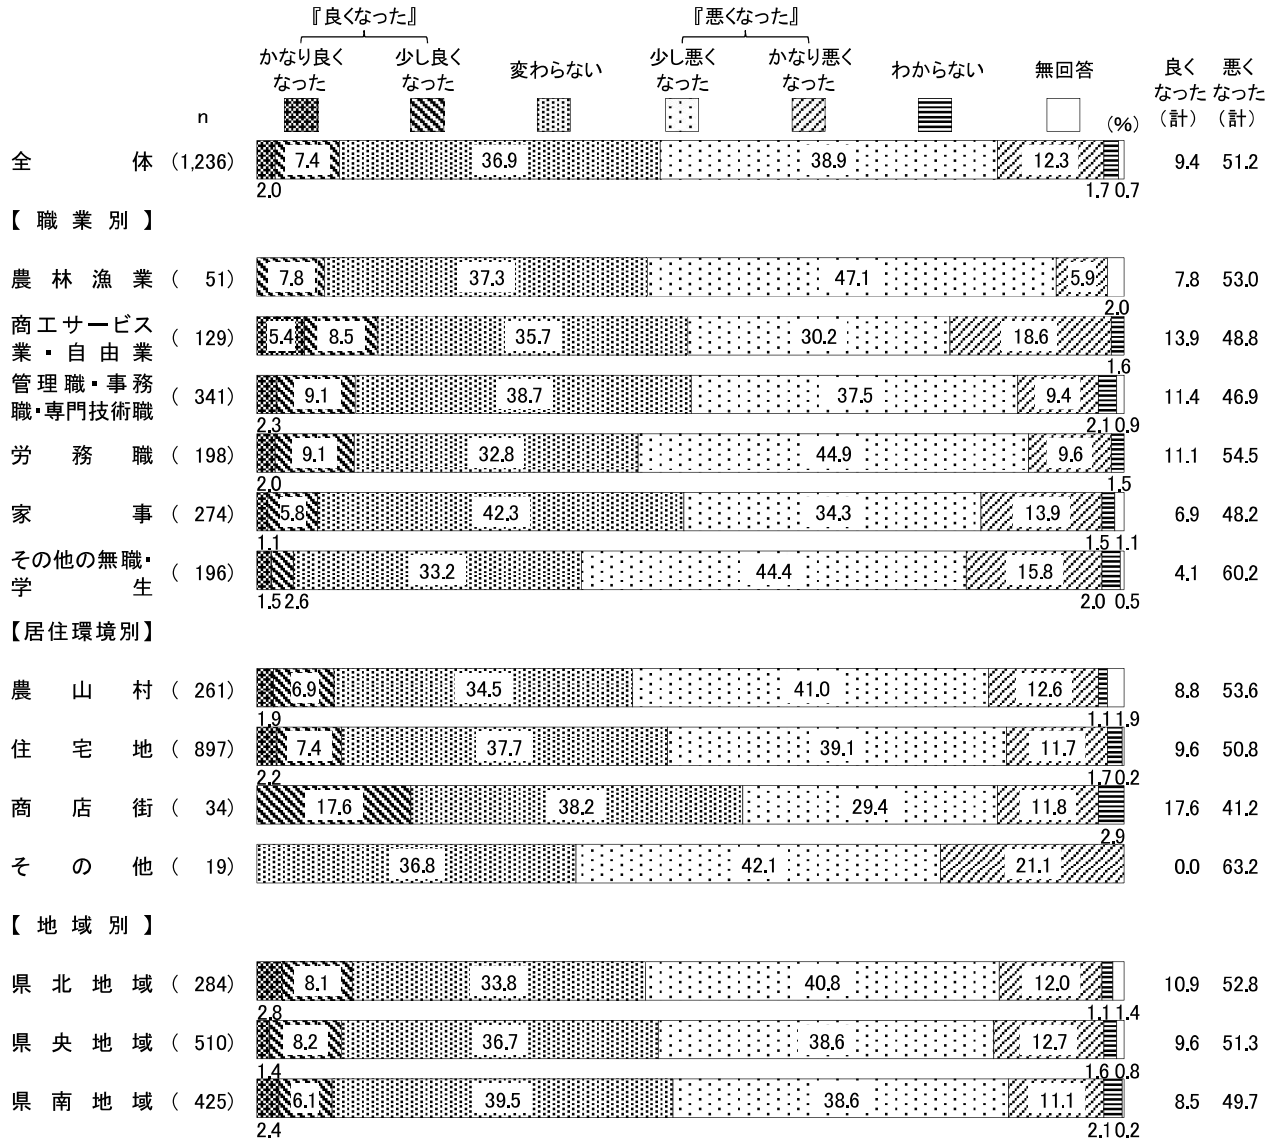 『良くなった』 『悪くなった』
かなり良く 少し良く 変わらない 少し悪く かなり悪く わからない 無回答 良く 悪く
なった なった なった なった なった なった
n (%) (計) (計)
全体 (1,236) 7.4 36.9 38.9 12.3 9.4 51.2
2.0 1.7 0.7
【職業別】
農林漁業 ( 51) 7.8 37.3 47.1 5.9 7.8 53.0
2.0
商工サービス
業・自由業 ( 129) 5.4 8.5 35.7 30.2 18.6 13.9 48.8
1.6
管理職・事務
職・専門技術職 ( 341) 9.1 38.7 37.5 9.4 11.4 46.9
2.3 2.1 0.9
労務職 ( 198) 9.1 32.8 44.9 9.6 11.1 54.5
2.0 1.5
家事 ( 274) 5.8 42.3 34.3 13.9 6.9 48.2
1.1 1.5 1.1
その他の無職・
学生 ( 196) 33.2 44.4 15.8 4.1 60.2
1.5 2.6 2.0 0.5
【居住環境別】
農山村 ( 261) 6.9 34.5 41.0 12.6 8.8 53.6
1.9 1.1 1.9
住宅地 ( 897) 7.4 37.7 39.1 11.7 9.6 50.8
2.2 1.7 0.2
商店街 ( 34) 17.6 38.2 29.4 11.8 17.6 41.2
2.9
その他 ( 19) 36.8 42.1 21.1 0.0 63.2
【地域別】
県北地域 ( 284) 8.1 33.8 40.8 12.0 10.9 52.8
2.8 1.1 1.4
県央地域 ( 510) 8.2 36.7 38.6 12.7 9.6 51.3
1.4 1.6 0.8
県南地域 ( 425) 6.1 39.5 38.6 11.1 8.5 49.7
2.4 2.1 0.2